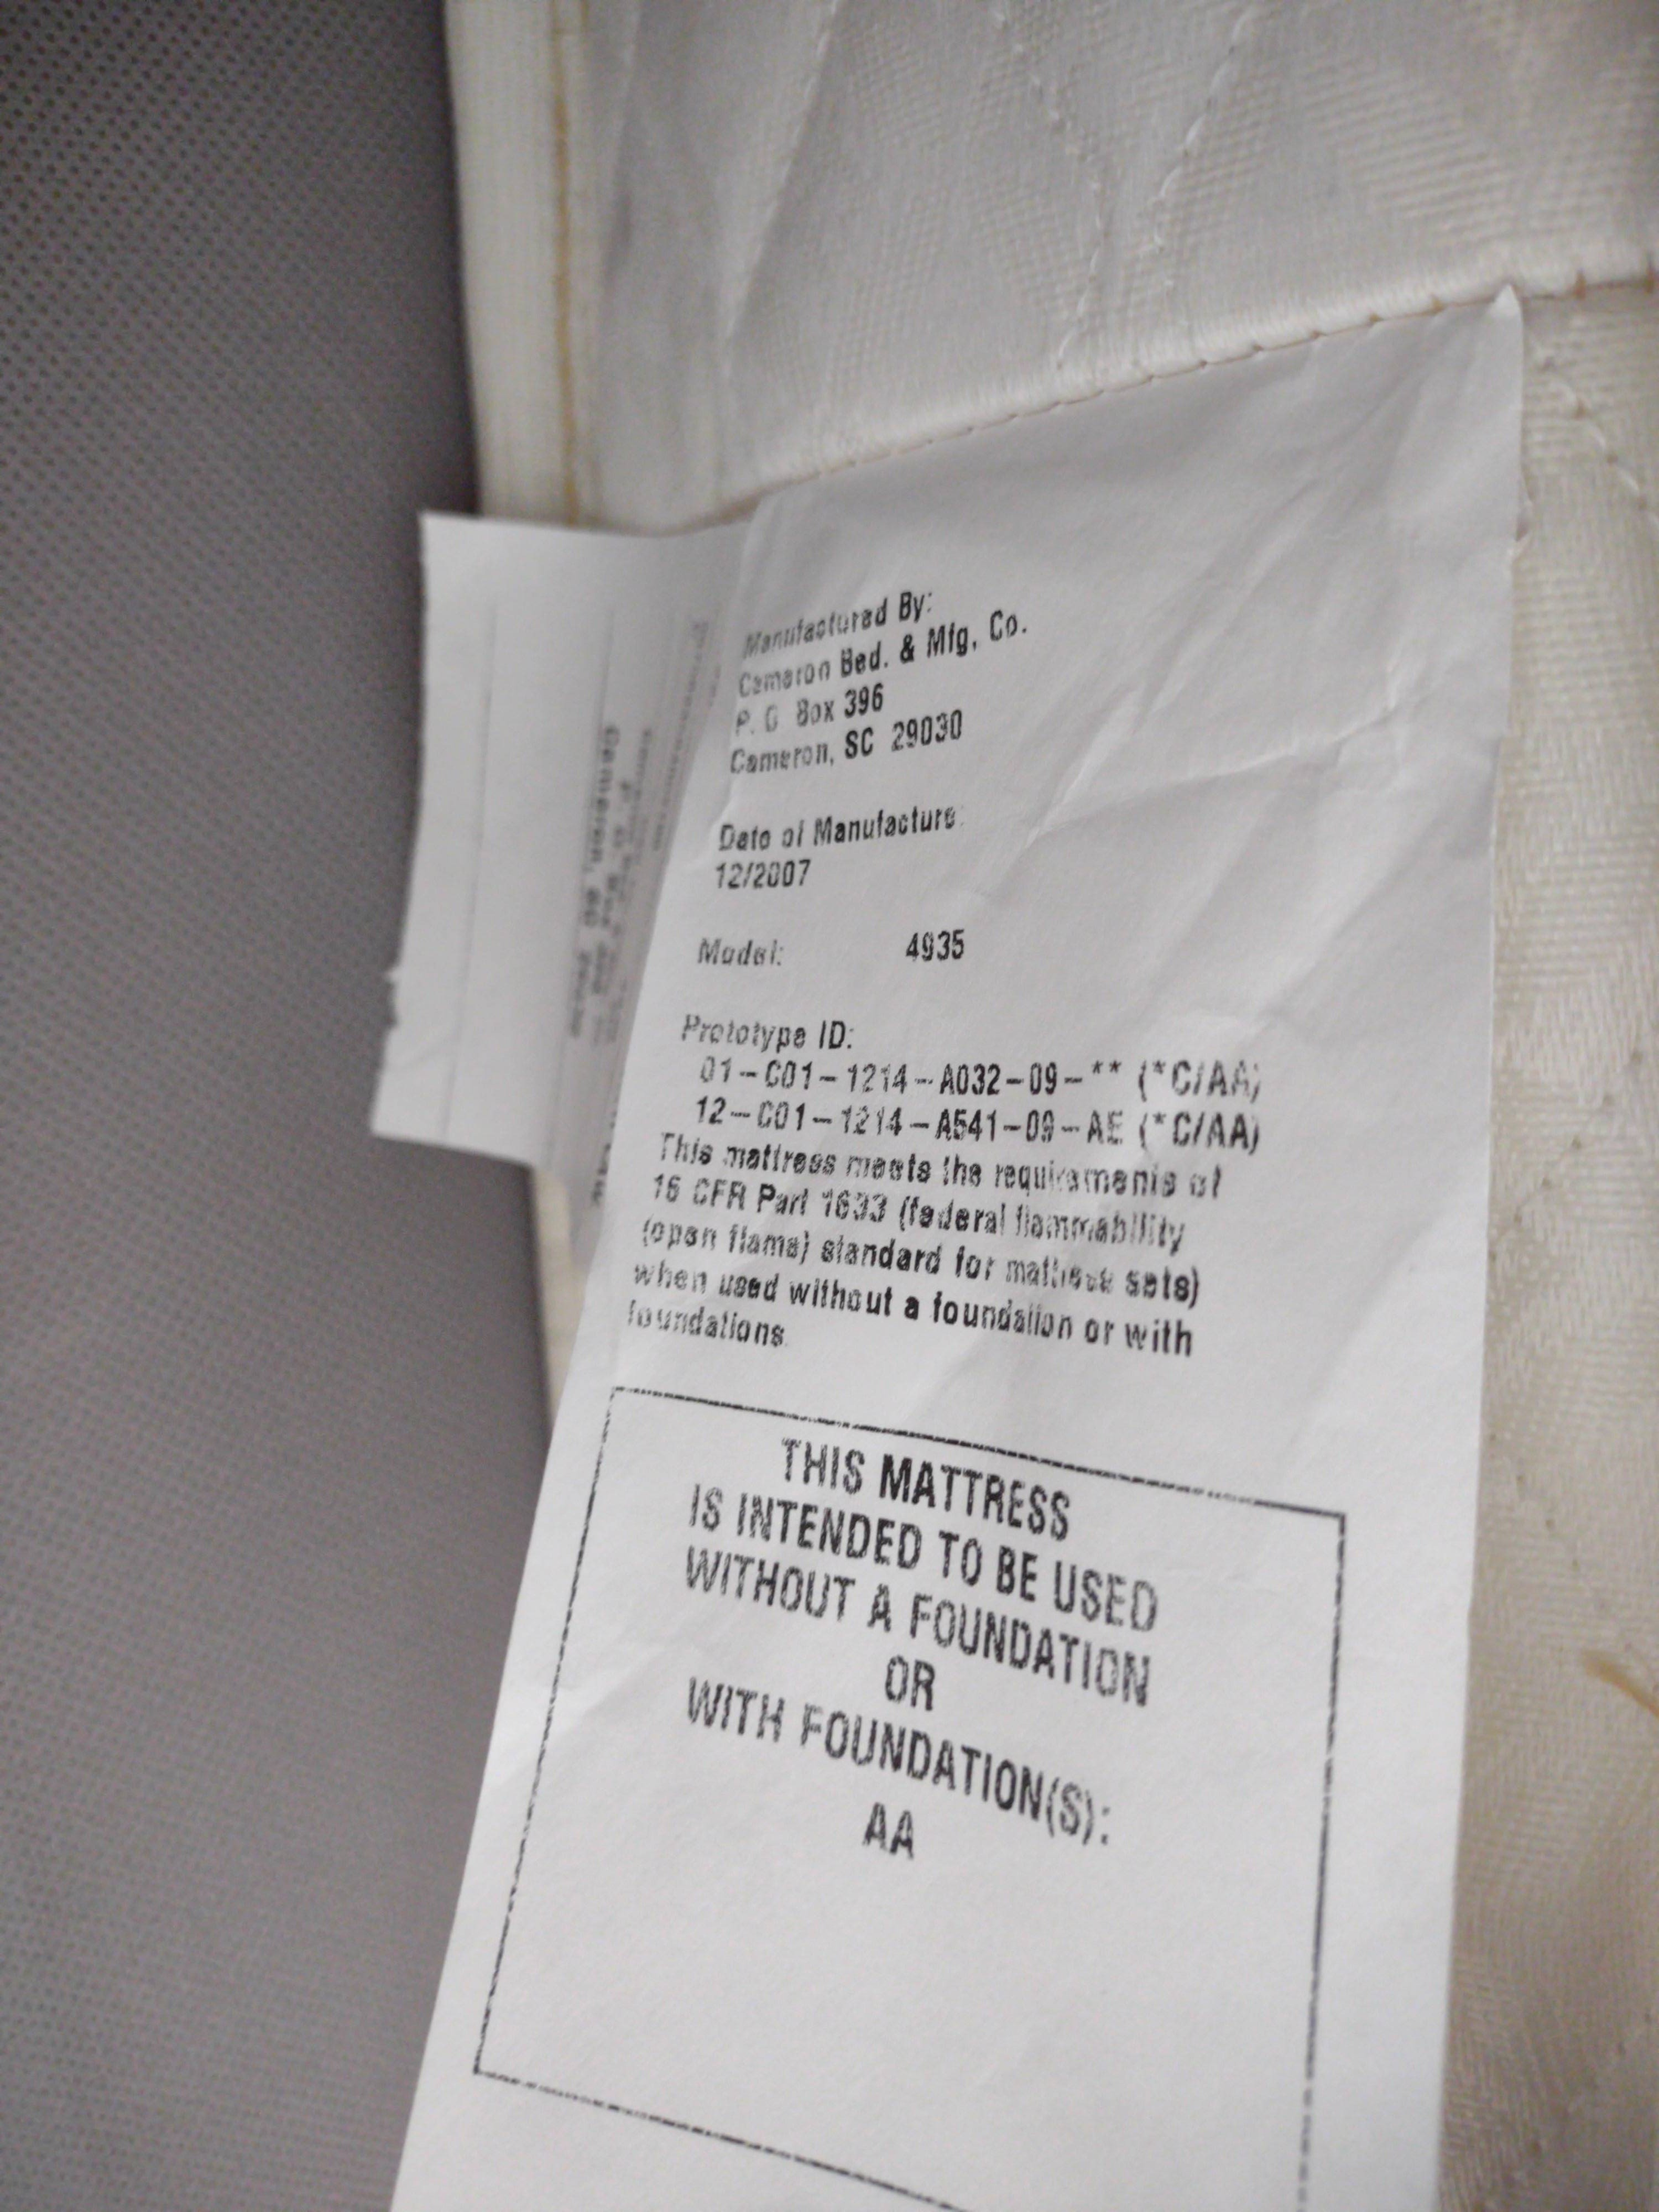 Manufactured By:
Cameron Bed. & Mfg, Co.
P. O Box 396
Cameron, SC 29030
Date of Manufacture:
12/2007
Model: 4935
Prototype ID:
01-C01-1214-A032-09-** (*C/AA)
12-C01-1214-A541-09-AE (*C/AA)
This mattress meets the requirements of
16 CFR Part 1633 (federal flammability
(open flame) standard for mattress sets)
when used without a foundation or with
foundations.
THIS MATTRESS
IS INTENDED TO BE USED
WITHOUT A FOUNDATION
OR
WITH FOUNDATION(S):
AA
Cameron, SC